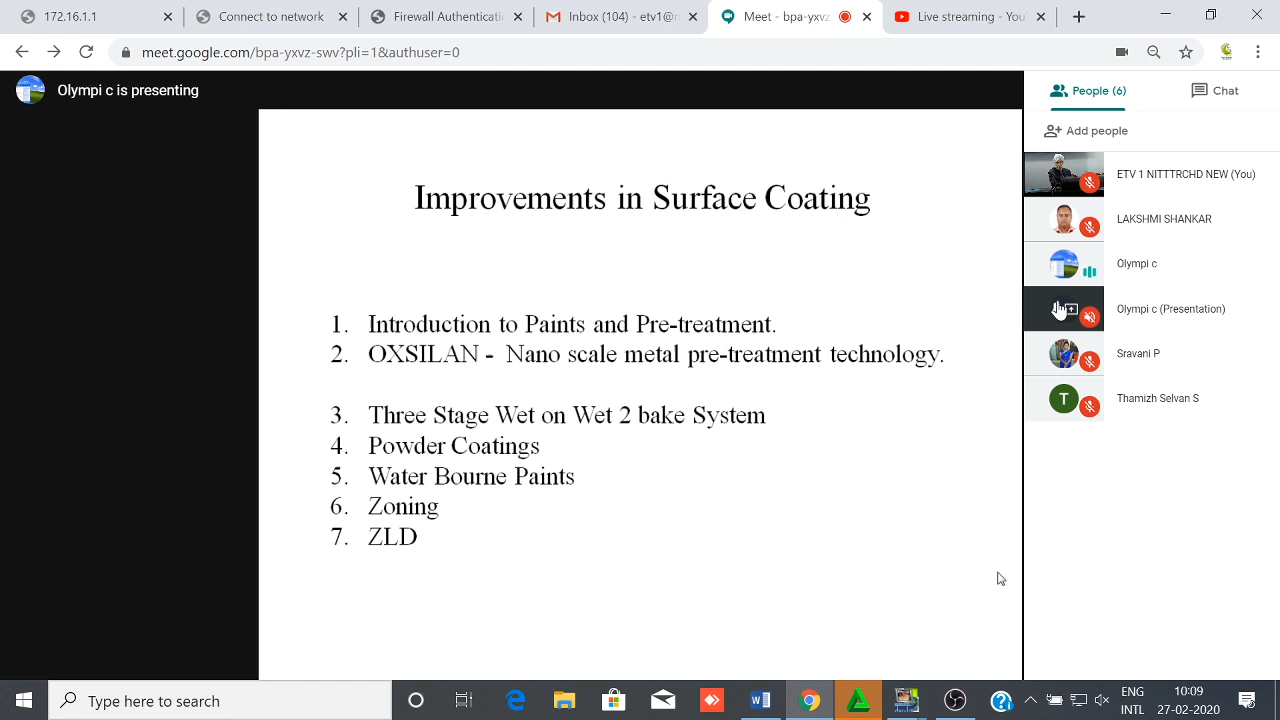 172.16.1.1
Connect to network
Firewall Authenticati
Inbox (104)
etv1@n
Meet - bpa-yxvz
Live streaming - You
meet.google.com/bpa-yxvz-swv?pli=1&authuser=0
Olympi c is presenting
People (6)
Chat
Add people
Improvements in Surface Coating
1. Introduction to Paints and Pre-treatment.
2. OXSILAN - Nano scale metal pre-treatment technology.
3. Three Stage Wet on Wet 2 bake System
4. Powder Coatings
5. Water Bourne Paints
6. Zoning
7. ZLD
ETV 1 NITTTRCHD NEW (You)
LAKSHMI SHANKAR
Olympi c
Olympi c (Presentation)
Sravani P
T
Thamizh Selvan S
Type here to search
ENG
INTL
10:09
27-02-2020